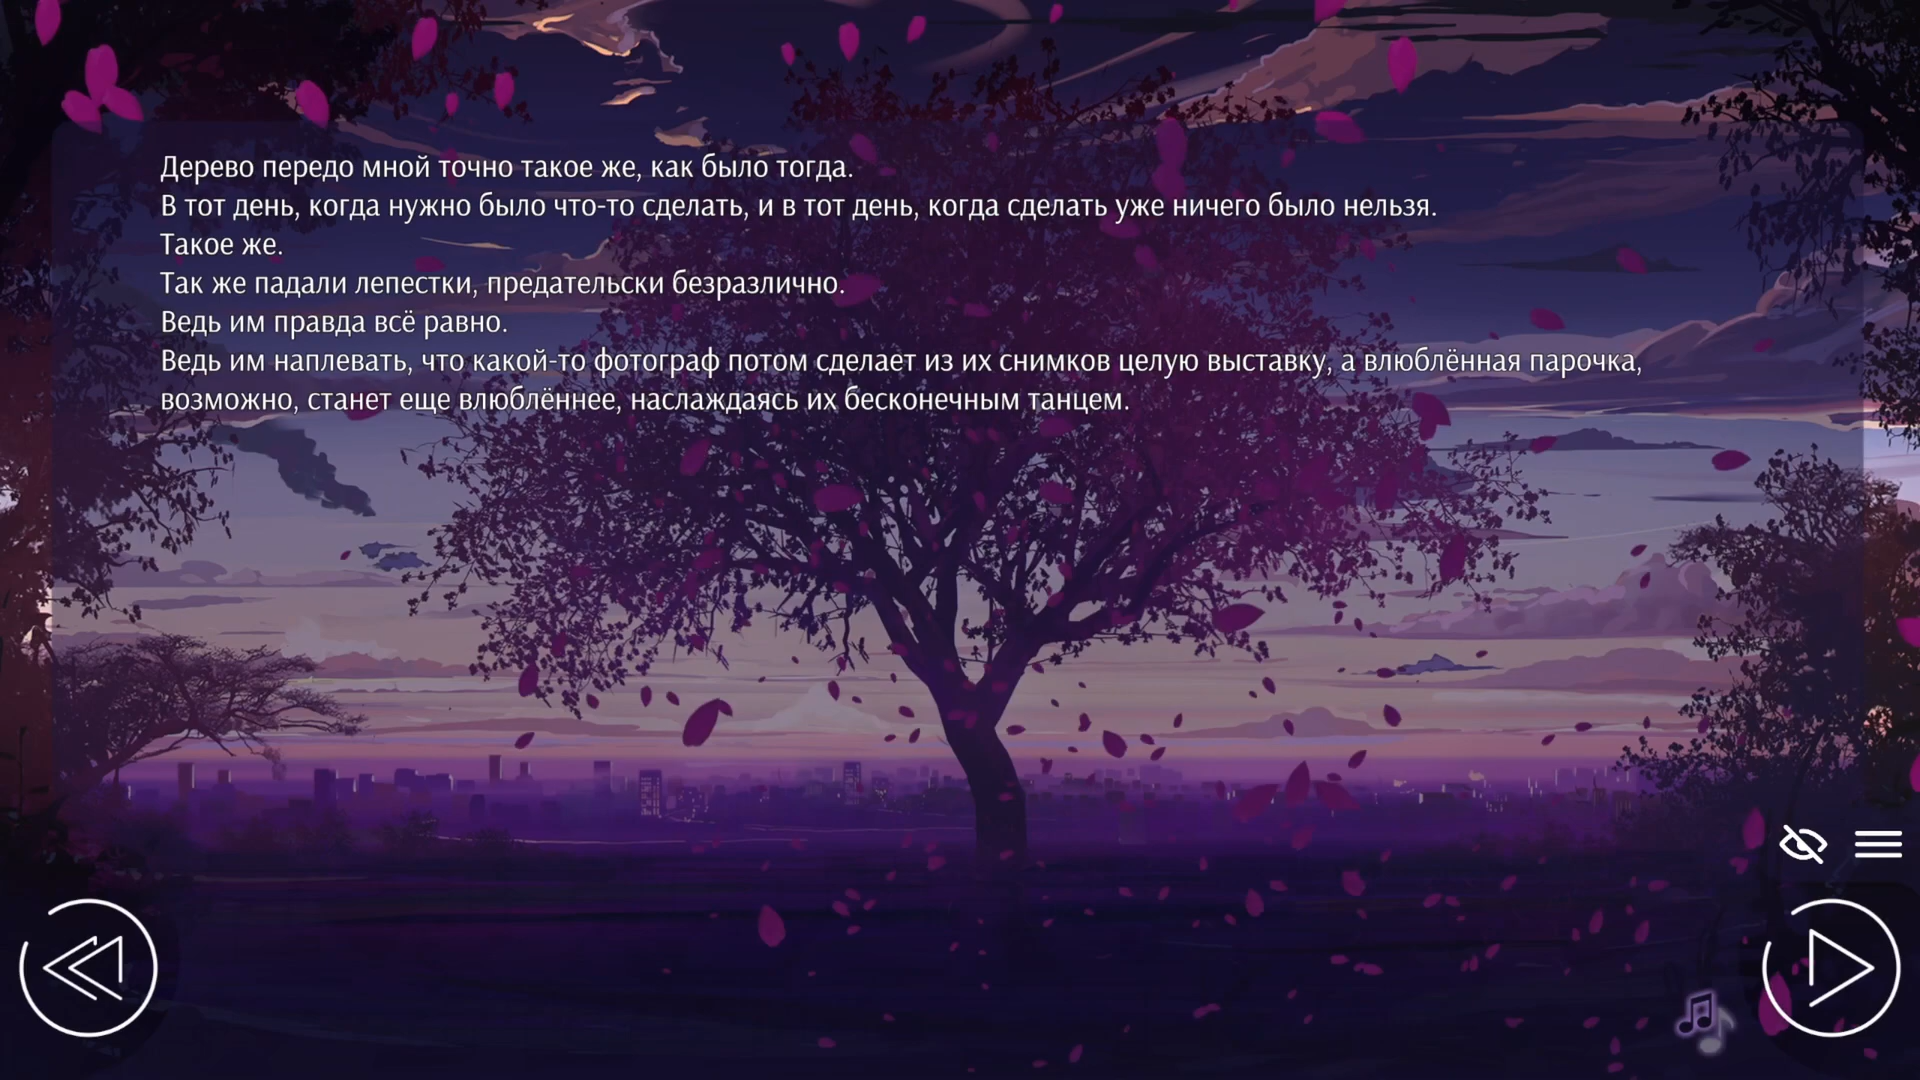 Дерево передо мной точно такое же, как было тогда.
В тот день, когда нужно было что-то сделать, и в тот день, когда сделать уже ничего было нельзя.
Такое же.
Так же падали лепестки, предательски безразлично.
Ведь им правда всё равно.
Ведь им наплевать, что какой-то фотограф потом сделает из их снимков целую выставку, а влюблённая парочка,
возможно, станет еще влюблённее, наслаждаясь их бесконечным танцем.